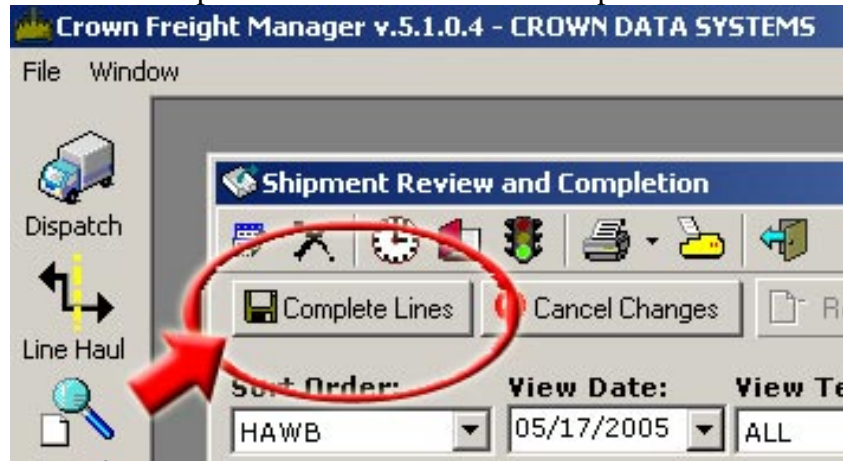 Crown Freight Manager v.5.1.0.4 - CROWN DATA SYSTEMS
File Window
Shipment Review and Completion
Dispatch
Complete Lines Cancel Changes
Line Haul
Sort Order: View Date:
HAWB 05/17/2005 ALL